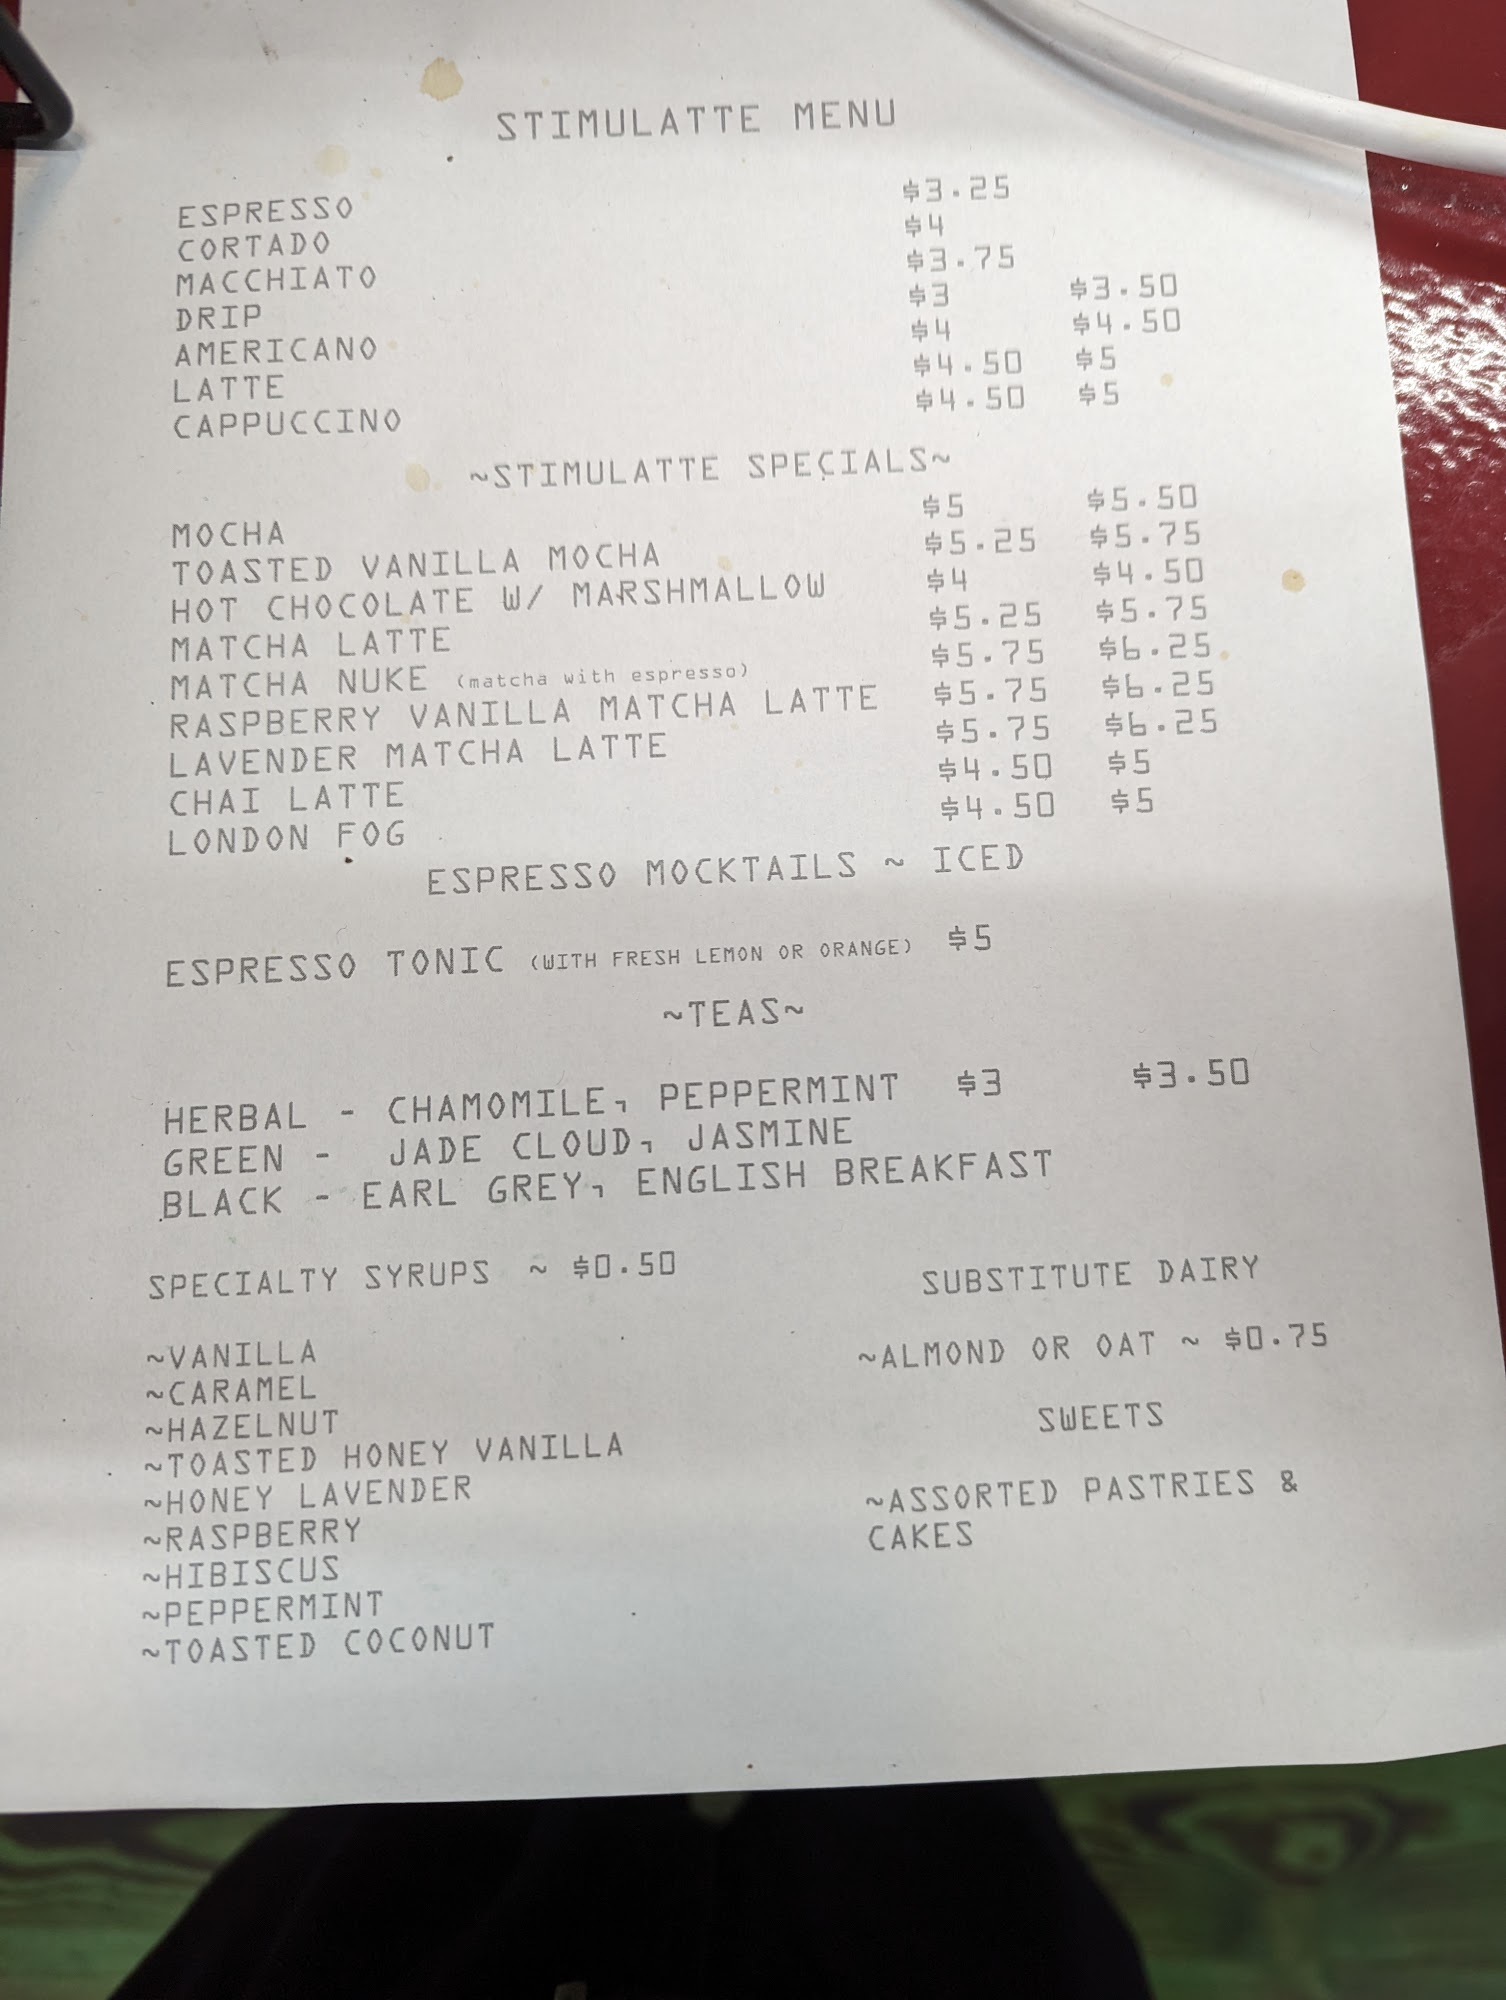 STIMULATTE MENU
ESPRESSO $3.25
CORTADO $4
MACCHIATO $3.75
DRIP $3 $3.50
AMERICANO $4 $4.50
LATTE $4.50 $5
CAPPUCCINO $4.50 $5
~STIMULATTE SPECIALS~
MOCHA $5 $5.50
TOASTED VANILLA MOCHA $5.25 $5.75
HOT CHOCOLATE W/ MARSHMALLOW $4 $4.50
MATCHA LATTE $5.25 $5.75
MATCHA NUKE (matcha with espresso) $5.75 $6.25
RASPBERRY VANILLA MATCHA LATTE $5.75 $6.25
LAVENDER MATCHA LATTE $5.75 $6.25
CHAI LATTE $4.50 $5
LONDON FOG $4.50 $5
ESPRESSO MOCKTAILS ~ ICED
ESPRESSO TONIC (WITH FRESH LEMON OR ORANGE) $5
~TEAS~
HERBAL - CHAMOMILE, PEPPERMINT $3 $3.50
GREEN - JADE CLOUD, JASMINE
BLACK - EARL GREY, ENGLISH BREAKFAST
SPECIALTY SYRUPS ~ $0.50
~VANILLA
~CARAMEL
~HAZELNUT
~TOASTED HONEY VANILLA
~HONEY LAVENDER
~RASPBERRY
~HIBISCUS
~PEPPERMINT
~TOASTED COCONUT
SUBSTITUTE DAIRY
~ALMOND OR OAT ~ $0.75
SWEETS
~ASSORTED PASTRIES &
CAKES